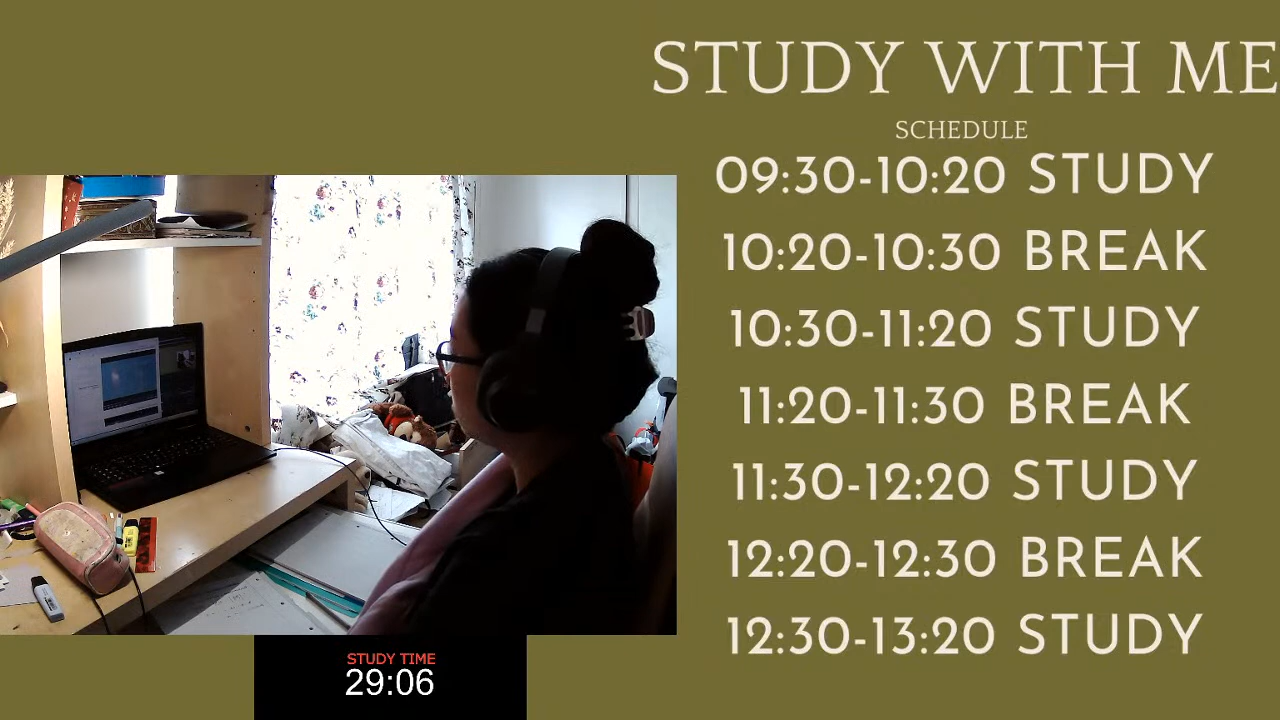 STUDY WITH ME
SCHEDULE
09:30-10:20 STUDY
10:20-10:30 BREAK
10:30-11:20 STUDY
11:20-11:30 BREAK
11:30-12:20 STUDY
12:20-12:30 BREAK
12:30-13:20 STUDY
STUDY TIME
29:06